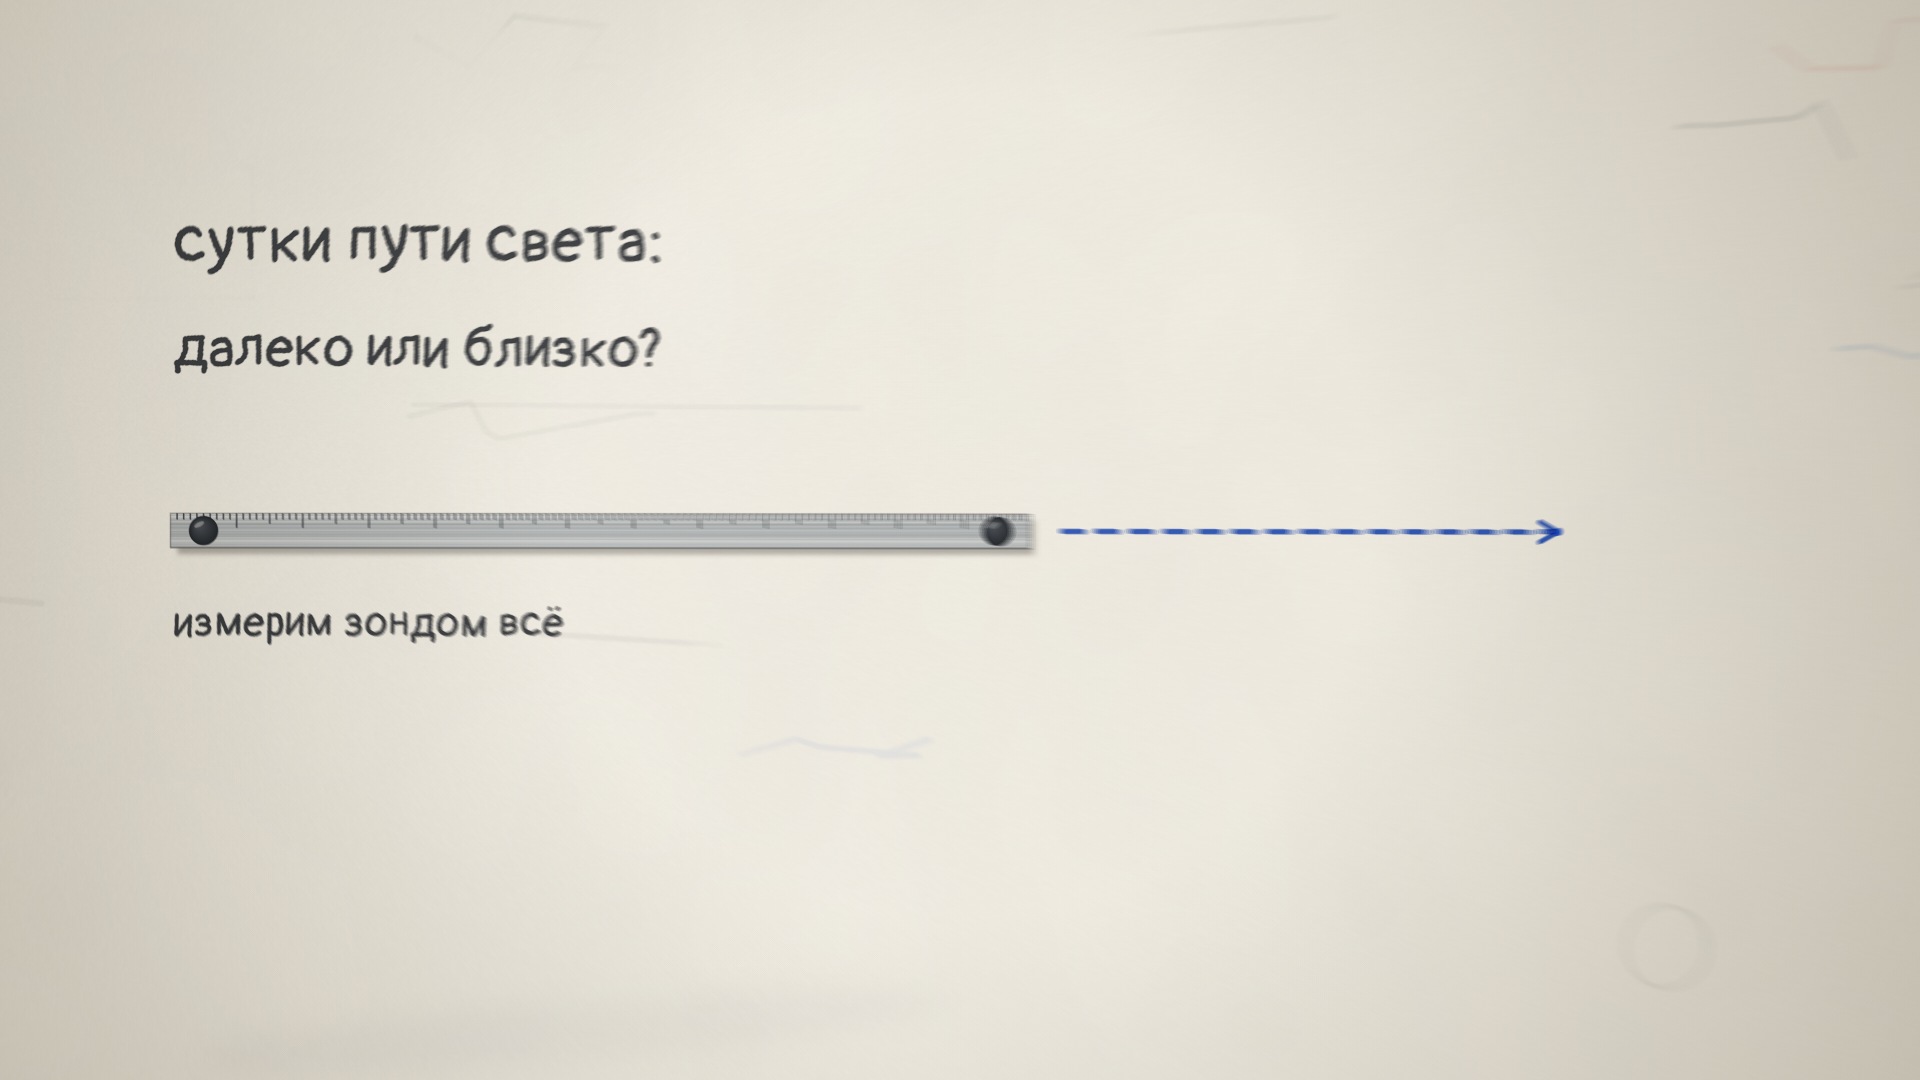 сутки пути света:
далеко или близко?
измерим зондом всё